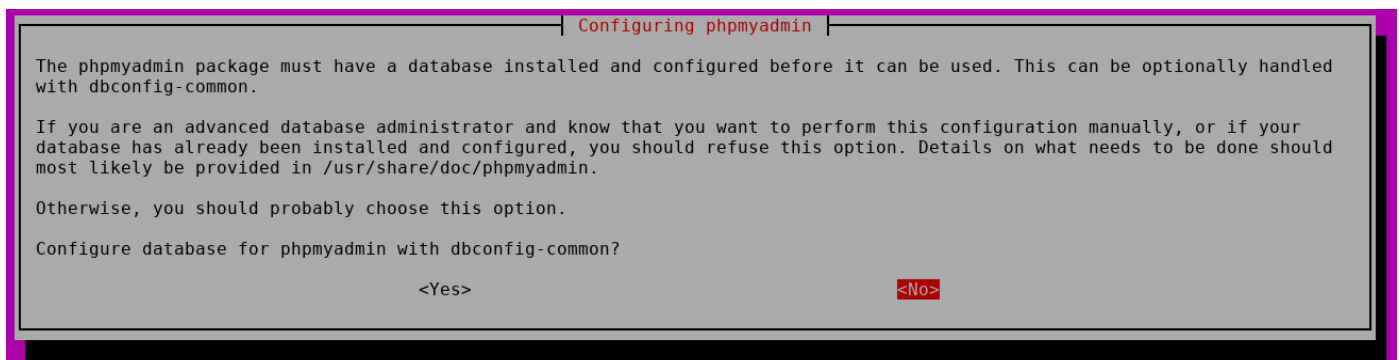 Configuring phpmyadmin
The phpmyadmin package must have a database installed and configured before it can be used. This can be optionally handled
with dbconfig-common.
If you are an advanced database administrator and know that you want to perform this configuration manually, or if your
database has already been installed and configured, you should refuse this option. Details on what needs to be done should
most likely be provided in /usr/share/doc/phpmyadmin.
Otherwise, you should probably choose this option.
Configure database for phpmyadmin with dbconfig-common?
<Yes> <No>